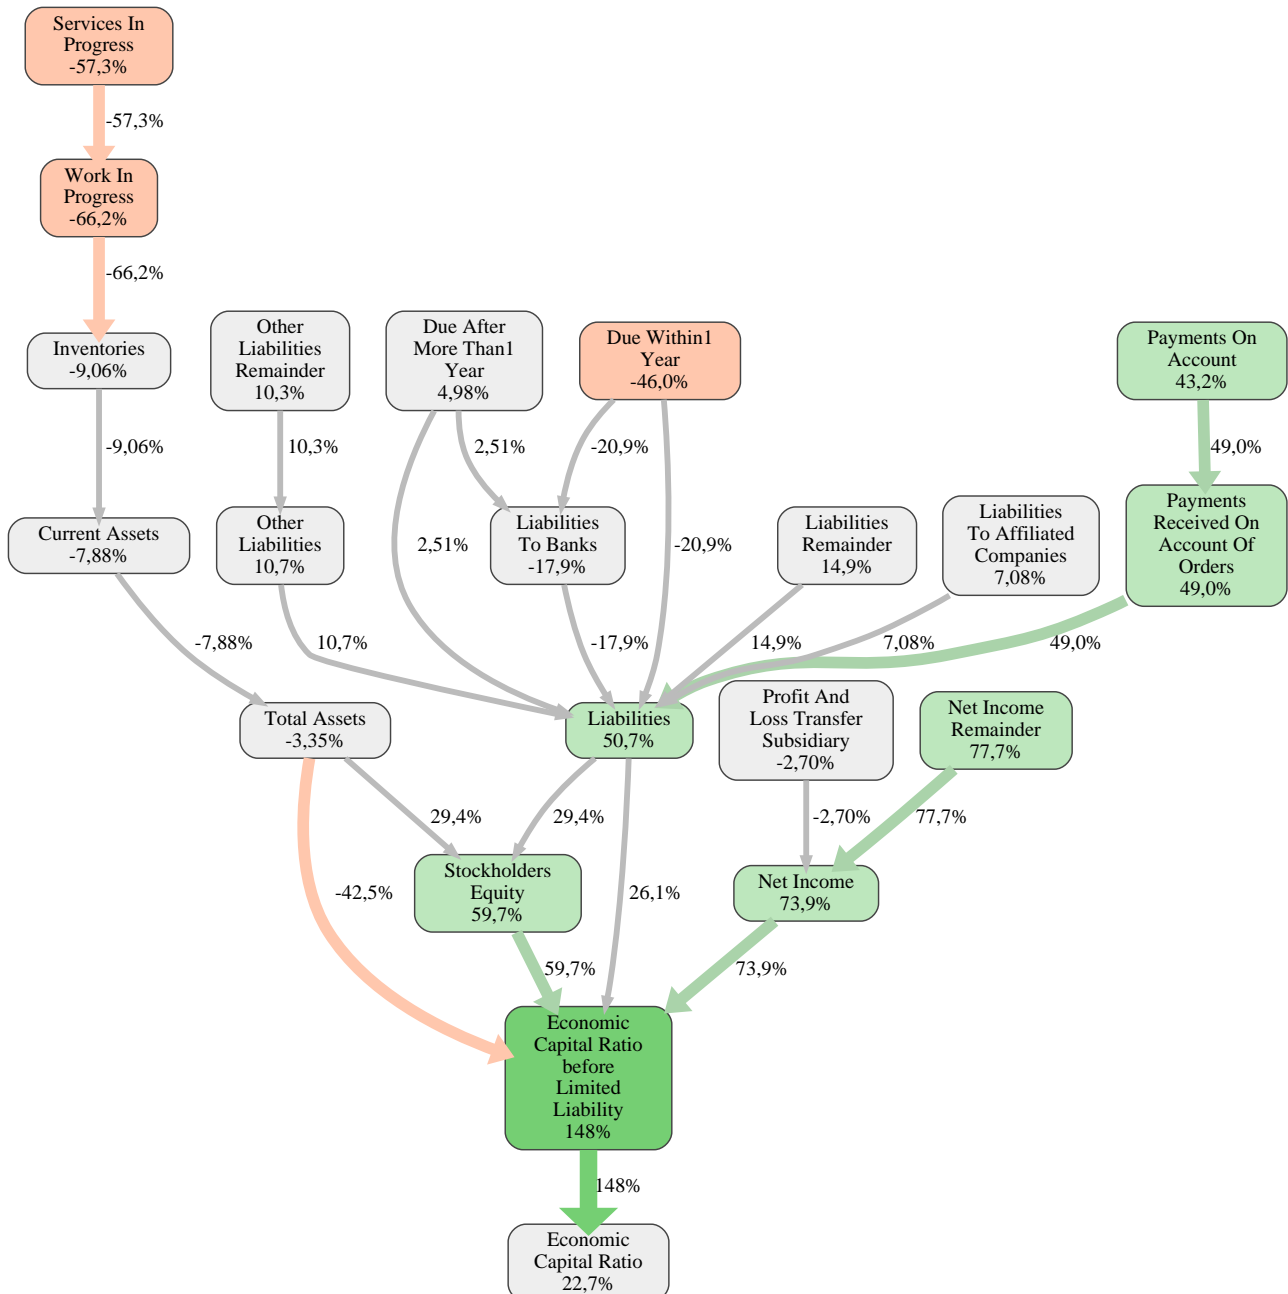 Services In
Progress
-57,3%
-57,3%
Work In
Progress
-66,2%
-66,2%
Inventories
-9,06%
Other
Liabilities
Remainder
10,3%
Due After
More Than1
Year
4,98%
Due Within1
Year
-46,0%
Payments On
Account
43,2%
-9,06%
10,3%
2,51%
-20,9%
49,0%
Current Assets
-7,88%
Other
Liabilities
10,7%
2,51%
Liabilities
To Banks
-17,9%
-20,9%
Liabilities
Remainder
14,9%
Liabilities
To Affiliated
Companies
7,08%
Payments
Received On
Account Of
Orders
49,0%
-7,88%
10,7%
-17,9%
14,9%
7,08%
49,0%
Total Assets
-3,35%
Liabilities
50,7%
Profit And
Loss Transfer
Subsidiary
-2,70%
Net Income
Remainder
77,7%
29,4%
29,4%
-2,70%
77,7%
-42,5%
Stockholders
Equity
59,7%
26,1%
Net Income
73,9%
59,7%
73,9%
Economic
Capital Ratio
before
Limited
Liability
148%
148%
Economic
Capital Ratio
22,7%